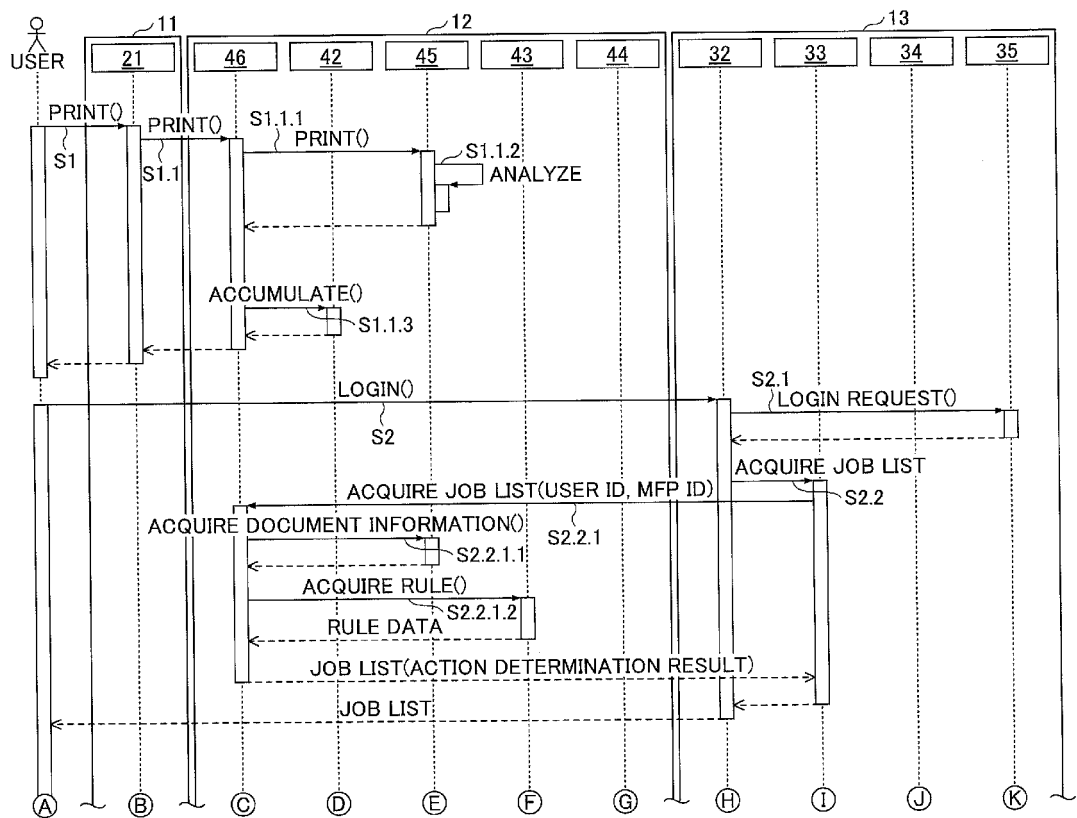 11
12
13
USER
21
46
42
45
43
44
32
33
34
35
PRINT()
S1
PRINT()
S1.1
S1.1.1
PRINT()
S1.1.2
ANALYZE
ACCUMULATE()
S1.1.3
LOGIN()
S2
S2.1
LOGIN REQUEST()
ACQUIRE JOB LIST
S2.2
ACQUIRE JOB LIST(USER ID, MFP ID)
S2.2.1
ACQUIRE DOCUMENT INFORMATION()
S2.2.1.1
ACQUIRE RULE()
S2.2.1.2
RULE DATA
JOB LIST(ACTION DETERMINATION RESULT)
JOB LIST
A
B
C
D
E
F
G
H
I
J
K